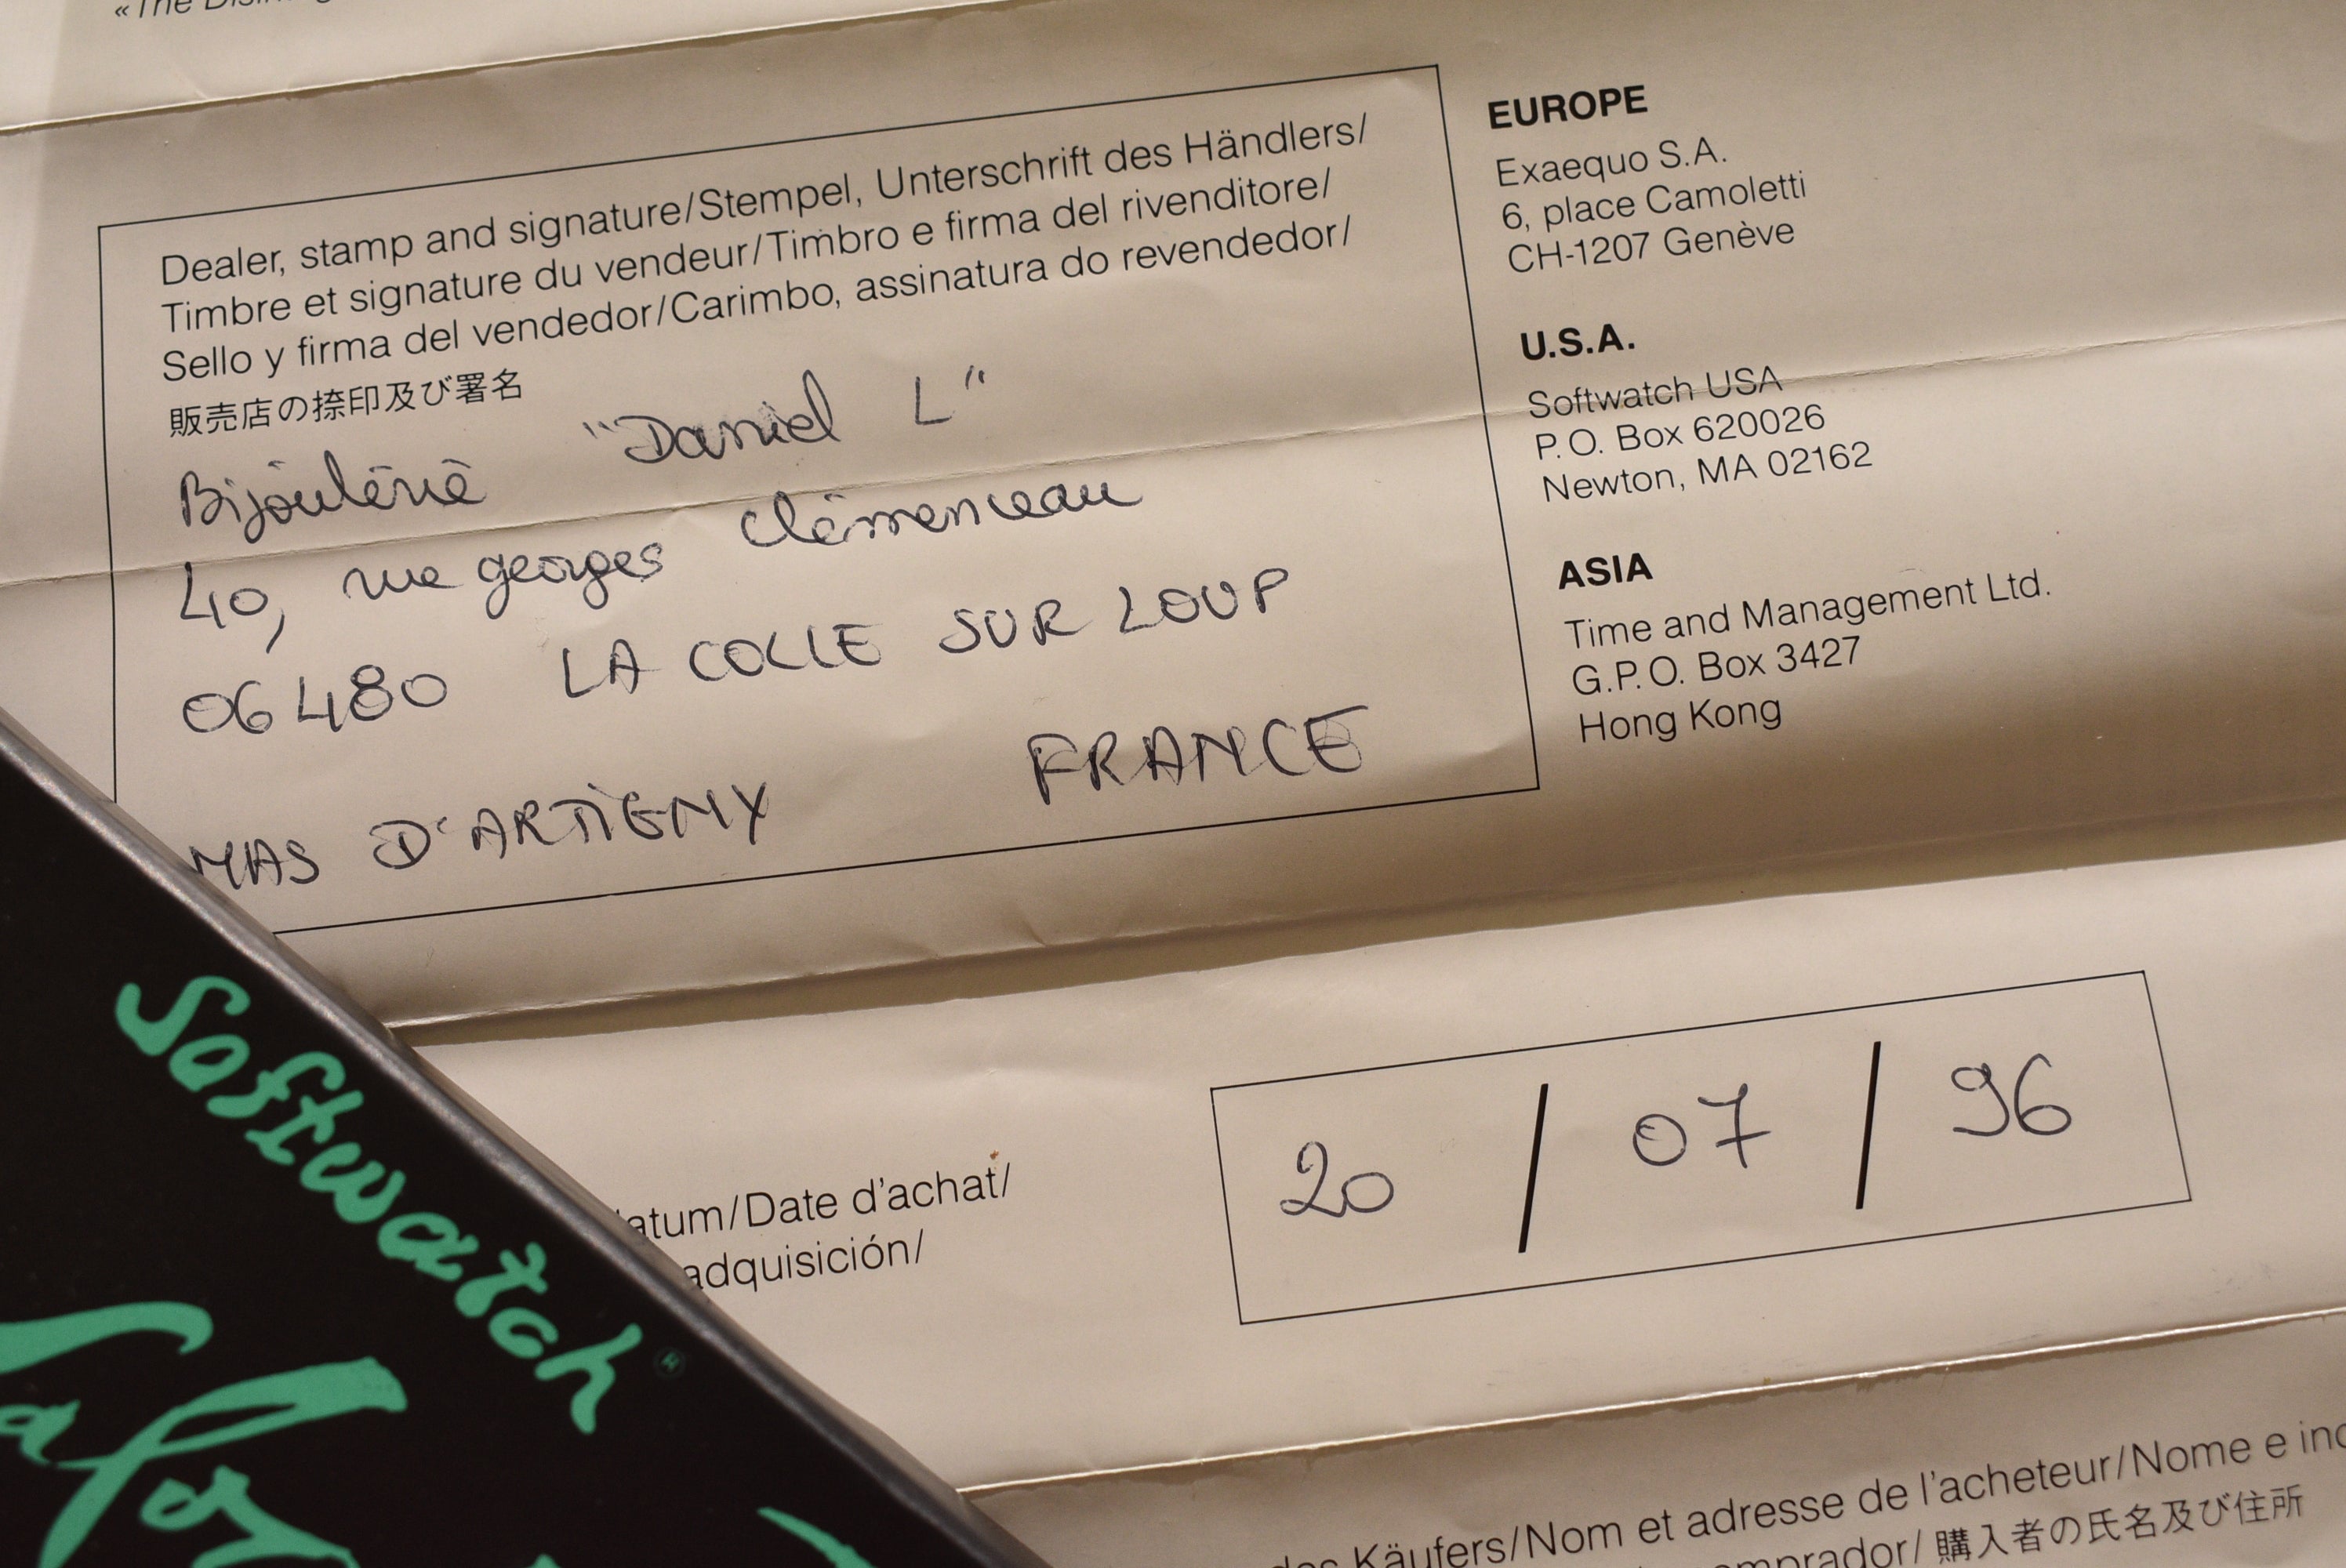 «The
Dealer, stamp and signature/Stempel, Unterschrift des Händlers/
Timbre et signature du vendeur/Timbro e firma del rivenditore/
Sello y firma del vendedor/Carimbo, assinatura do revendedor/
販売店の捺印及び署名
Bijoutérie "Daniel L"
40, rue georges Clémenceau
06480 LA COLLE SUR LOUP
MAS D'ARTIGNY FRANCE
EUROPE
Exaequo S.A.
6, place Camoletti
CH-1207 Genève
U.S.A.
Softwatch USA
P.O. Box 620026
Newton, MA 02162
ASIA
Time and Management Ltd.
G.P.O. Box 3427
Hong Kong
atum/Date d'achat/
adquisición/
20 / 07 / 96
Softwatch
des Käufers/Nom et adresse de l'acheteur/Nome e ind
omprador/購入者の氏名及び住所